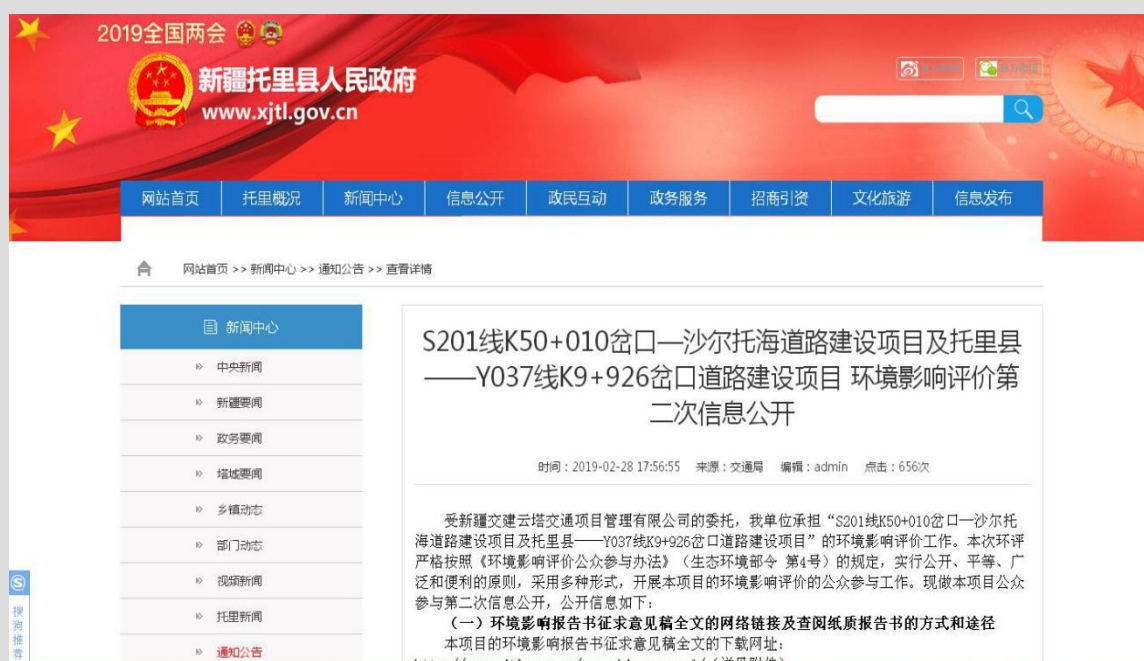 2019全国两会
新疆托里县人民政府
www.xjtl.gov.cn
网站首页 托里概况 新闻中心 信息公开 政民互动 政务服务 招商引资 文化旅游 信息发布
网站首页 >> 新闻中心 >> 通知公告 >> 查看详情
新闻中心
中央新闻
新疆要闻
政务要闻
塔城要闻
乡镇动态
部门动态
视频新闻
托里新闻
通知公告
S201线K50+010岔口—沙尔托海道路建设项目及托里县
——Y037线K9+926岔口道路建设项目 环境影响评价第
二次信息公开
时间：2019-02-28 17:56:55 来源：交通局 编辑：admin 点击：656次
受新疆交建云塔交通项目管理有限公司的委托，我单位承担“S201线K50+010岔口—沙尔托
海道路建设项目及托里县——Y037线K9+926岔口道路建设项目”的环境影响评价工作。本次环评
严格按照《环境影响评价公众参与办法》（生态环境部令 第4号）的规定，实行公开、平等、广
泛和便利的原则，采用多种形式，开展本项目的环境影响评价的公众参与工作。现做本项目公众
参与第二次信息公开，公开信息如下：
（一）环境影响报告书征求意见稿全文的网络链接及查阅纸质报告书的方式和途径
本项目的环境影响报告书征求意见稿全文的下载网址：
搜狗推荐